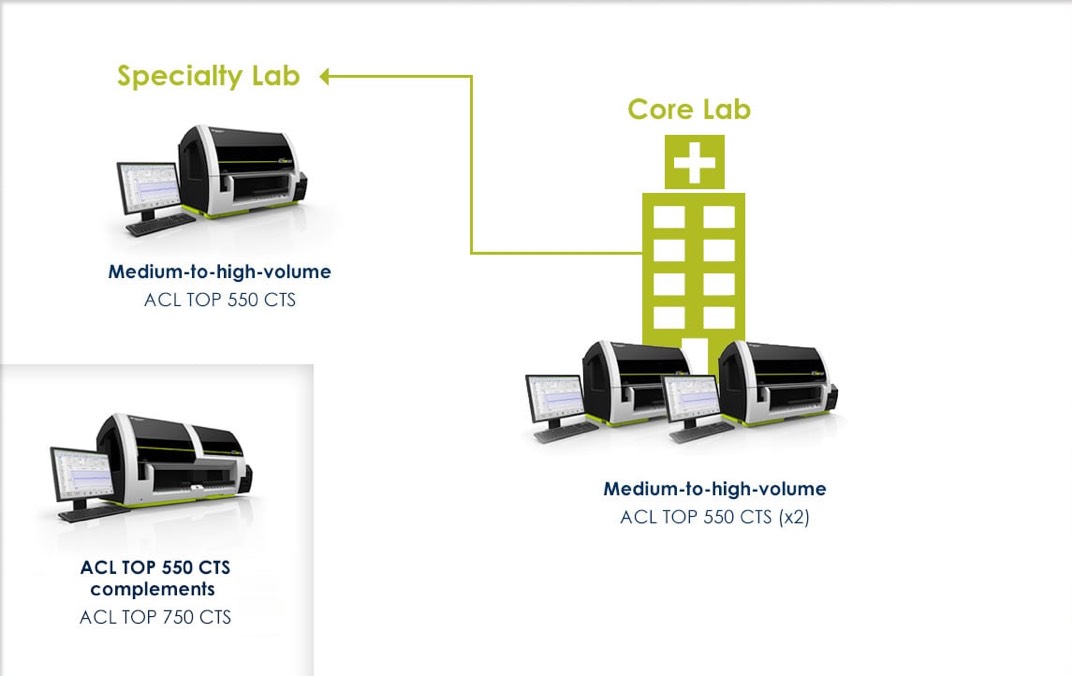 Specialty Lab
Core Lab
Medium-to-high-volume
ACL TOP 550 CTS
Medium-to-high-volume
ACL TOP 550 CTS (x2)
ACL TOP 550 CTS
complements
ACL TOP 750 CTS